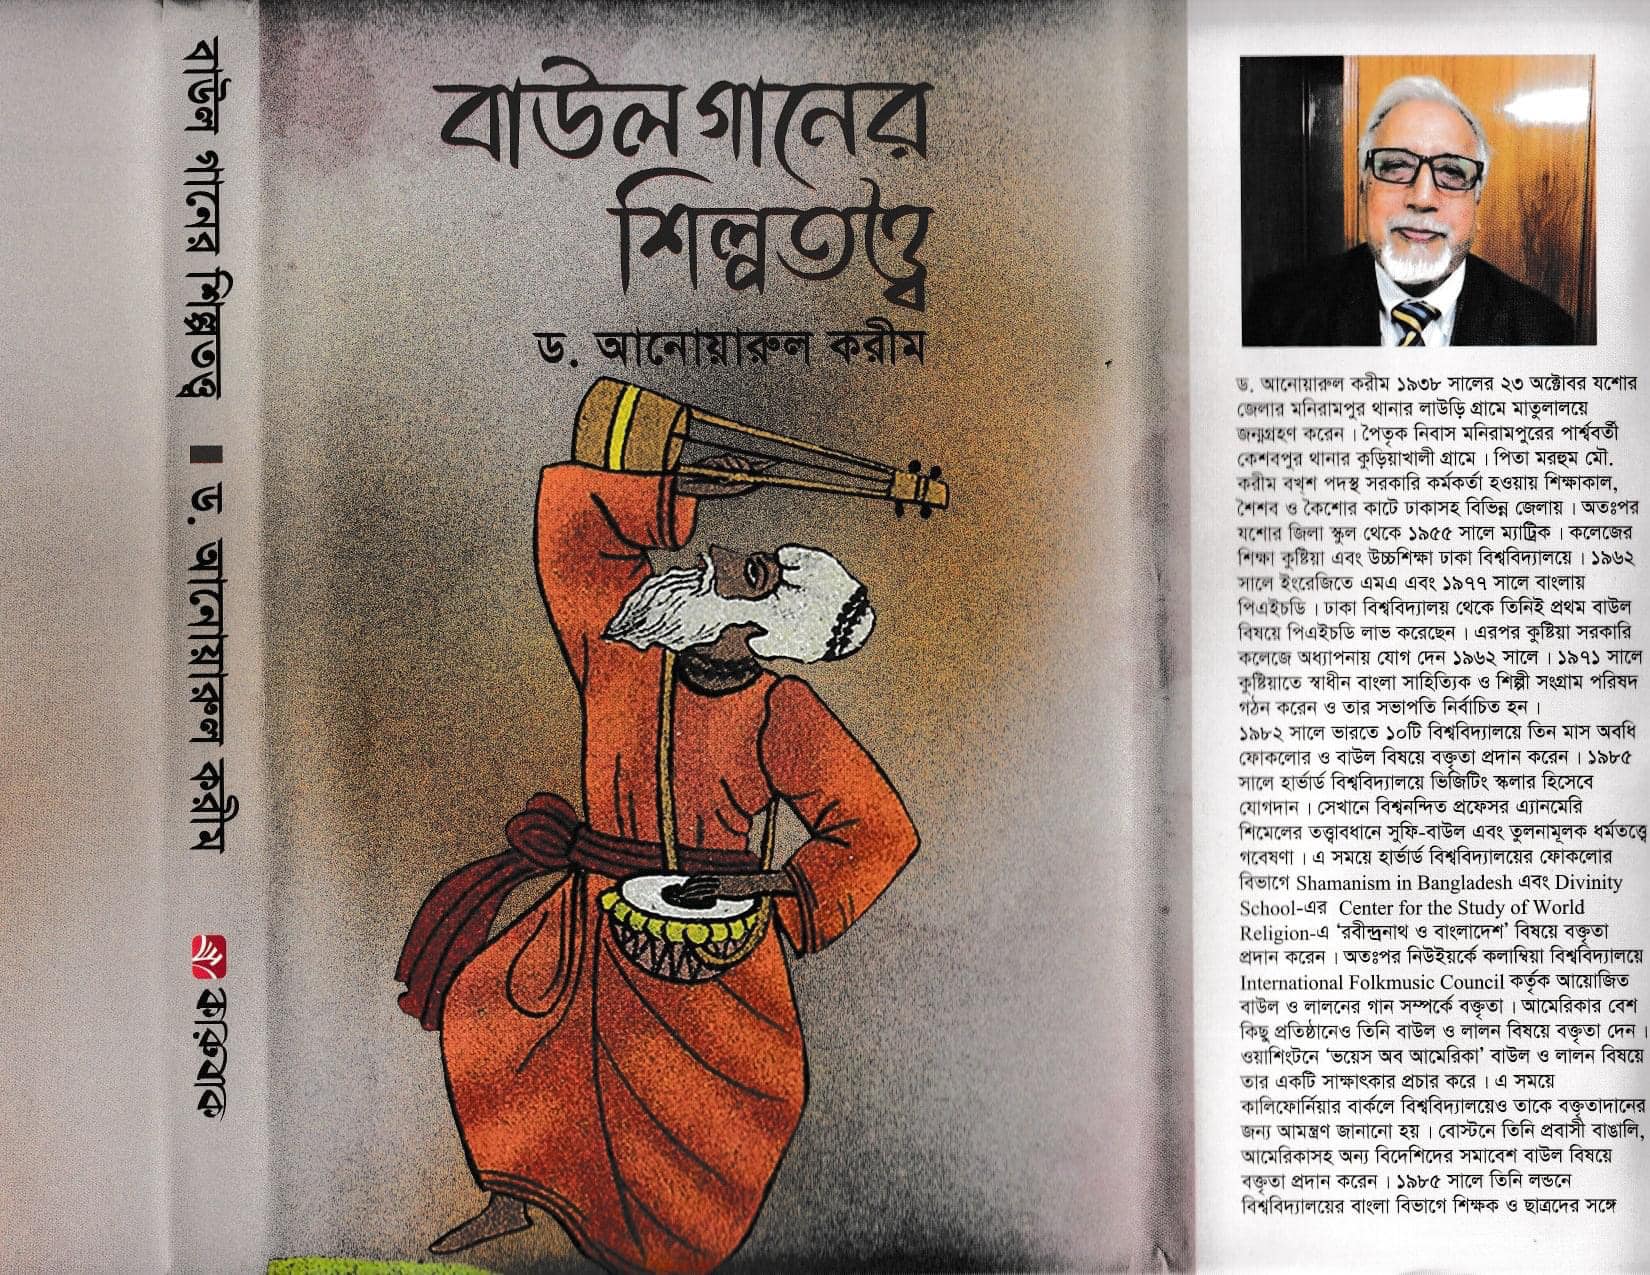 বাউল গানের শিল্পতত্ত্ব ড. আনোয়ারুল করীম
কারুবাক
বাউল গানের
শিল্পতত্ত্ব
ড. আনোয়ারুল করীম
ড. আনোয়ারুল করীম ১৯৩৮ সালের ২৩ অক্টোবর যশোর
জেলার মনিরামপুর থানার লাউড়ি গ্রামে মাতুলালয়ে
জন্মগ্রহণ করেন। পৈতৃক নিবাস মনিরামপুরের পার্শ্ববর্তী
কেশবপুর থানার কুড়িয়াখালী গ্রামে। পিতা মরহুম মৌ.
করীম বখ্‌শ পদস্থ সরকারি কর্মকর্তা হওয়ায় শিক্ষাকাল,
শৈশব ও কৈশোর কাটে ঢাকাসহ বিভিন্ন জেলায়। অতঃপর
যশোর জিলা স্কুল থেকে ১৯৫৫ সালে ম্যাট্রিক। কলেজের
শিক্ষা কুষ্টিয়া এবং উচ্চশিক্ষা ঢাকা বিশ্ববিদ্যালয়ে। ১৯৬২
সালে ইংরেজিতে এমএ এবং ১৯৭৭ সালে বাংলায়
পিএইচডি। ঢাকা বিশ্ববিদ্যালয় থেকে তিনিই প্রথম বাউল
বিষয়ে পিএইচডি লাভ করেছেন। এরপর কুষ্টিয়া সরকারি
কলেজে অধ্যাপনায় যোগ দেন ১৯৬২ সালে। ১৯৭১ সালে
কুষ্টিয়াতে স্বাধীন বাংলা সাহিত্যিক ও শিল্পী সংগ্রাম পরিষদ
গঠন করেন ও তার সভাপতি নির্বাচিত হন।
১৯৮২ সালে ভারতে ১০টি বিশ্ববিদ্যালয়ে তিন মাস অবধি
ফোকলোর ও বাউল বিষয়ে বক্তৃতা প্রদান করেন। ১৯৮৫
সালে হার্ভার্ড বিশ্ববিদ্যালয়ে ভিজিটিং স্কলার হিসেবে
যোগদান। সেখানে বিশ্বনন্দিত প্রফেসর এ্যানমেরি
শিমেলের তত্ত্বাবধানে সুফি-বাউল এবং তুলনামূলক ধর্মতত্ত্বে
গবেষণা। এ সময়ে হার্ভার্ড বিশ্ববিদ্যালয়ের ফোকলোর
বিভাগে Shamanism in Bangladesh এবং Divinity
School-এর Center for the Study of World
Religion-এ ‘রবীন্দ্রনাথ ও বাংলাদেশ’ বিষয়ে বক্তৃতা
প্রদান করেন। অতঃপর নিউইয়র্কে কলাম্বিয়া বিশ্ববিদ্যালয়ে
International Folkmusic Council কর্তৃক আয়োজিত
বাউল ও লালনের গান সম্পর্কে বক্তৃতা। আমেরিকার বেশ
কিছু প্রতিষ্ঠানেও তিনি বাউল ও লালন বিষয়ে বক্তৃতা দেন।
ওয়াশিংটনে ‘ভয়েস অব আমেরিকা’ বাউল ও লালন বিষয়ে
তার একটি সাক্ষাৎকার প্রচার করে। এ সময়ে
কালিফোর্নিয়ার বার্কলে বিশ্ববিদ্যালয়েও তাকে বক্তৃতাদানের
জন্য আমন্ত্রণ জানানো হয়। বোস্টনে তিনি প্রবাসী বাঙালি,
আমেরিকাসহ অন্য বিদেশিদের সমাবেশে বাউল বিষয়ে
বক্তৃতা প্রদান করেন। ১৯৮৫ সালে তিনি লন্ডনে
বিশ্ববিদ্যালয়ের বাংলা বিভাগে শিক্ষক ও ছাত্রদের সঙ্গে